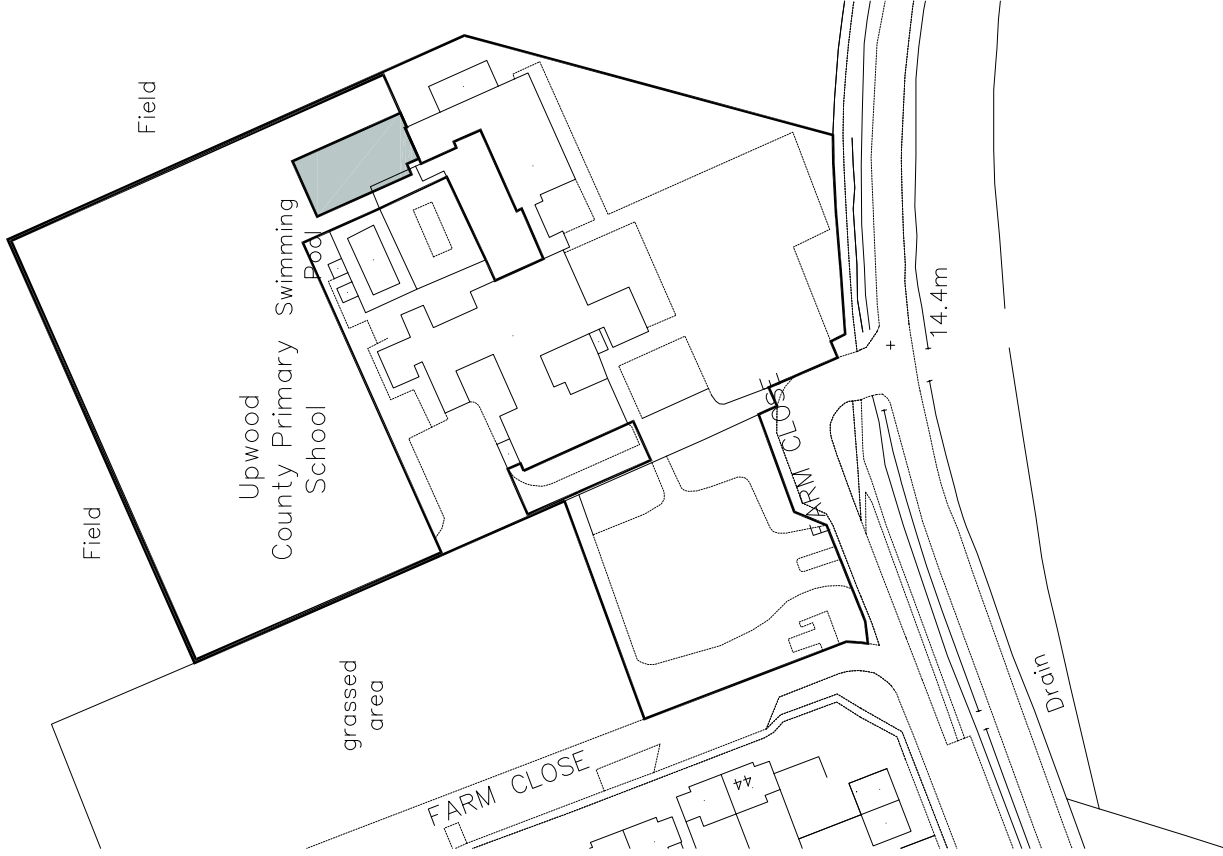 Field
Swimming
Pool
Upwood
County Primary
School
Field
14.4m
FARM CLOSE
grassed
area
Drain
FARM CLOSE
44